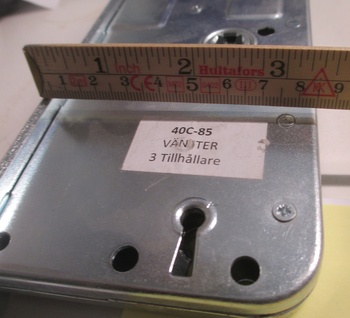 1 inch 2 Hultafors 3
1 2 3 4 5 6 7 8 9
40C-85
VÄNSTER
3 Tillhållare